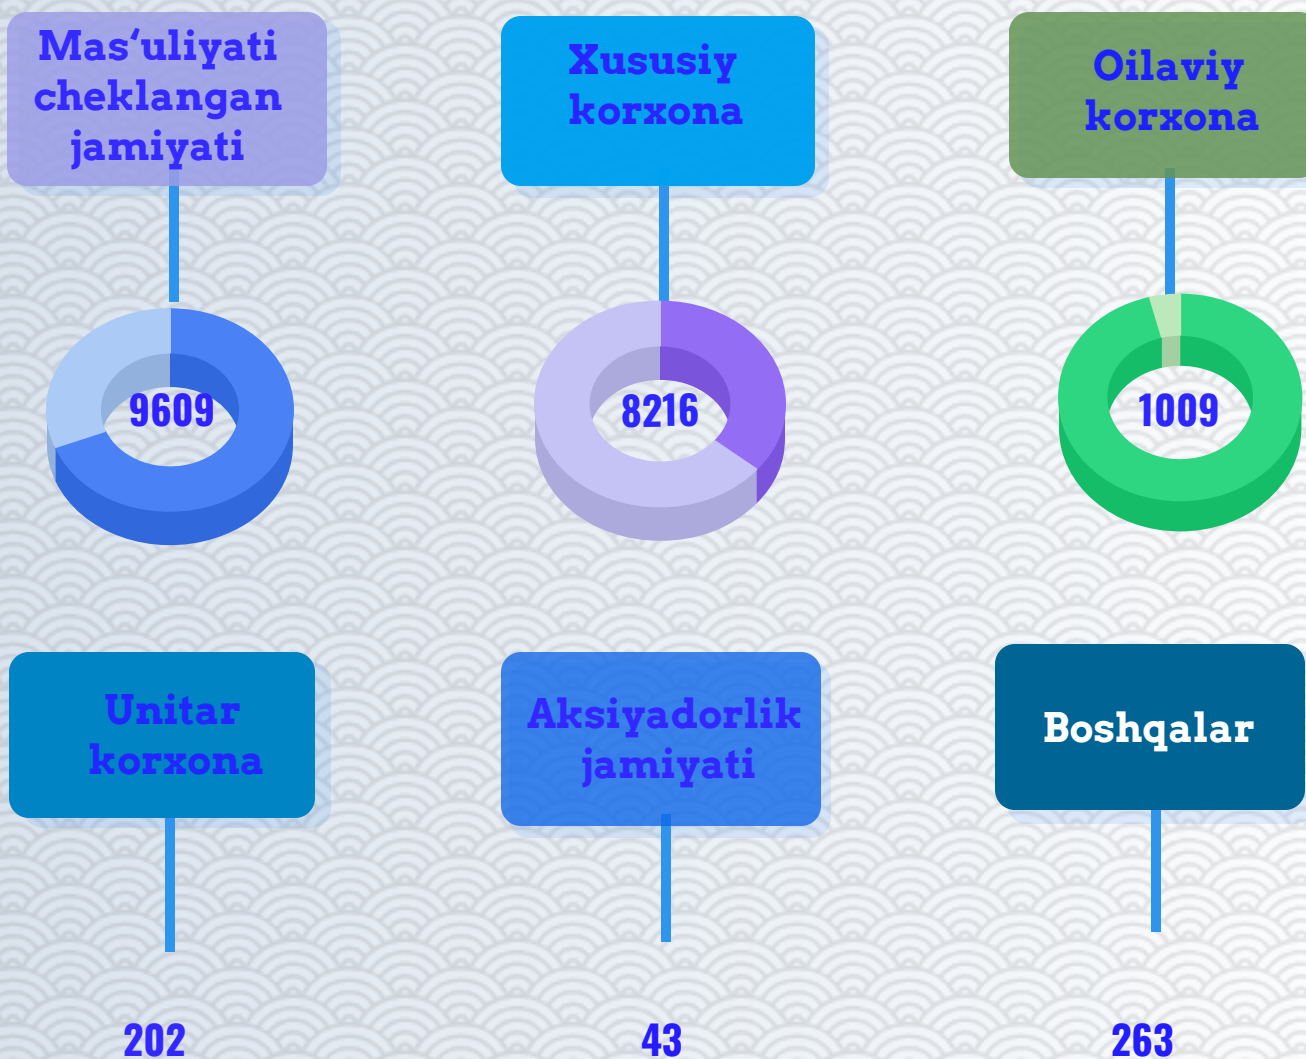 Mas‘uliyati
cheklangan
jamiyati
Xususiy
korxona
Oilaviy
korxona
9609
8216
1009
Unitar
korxona
Aksiyadorlik
jamiyati
Boshqalar
202
43
263